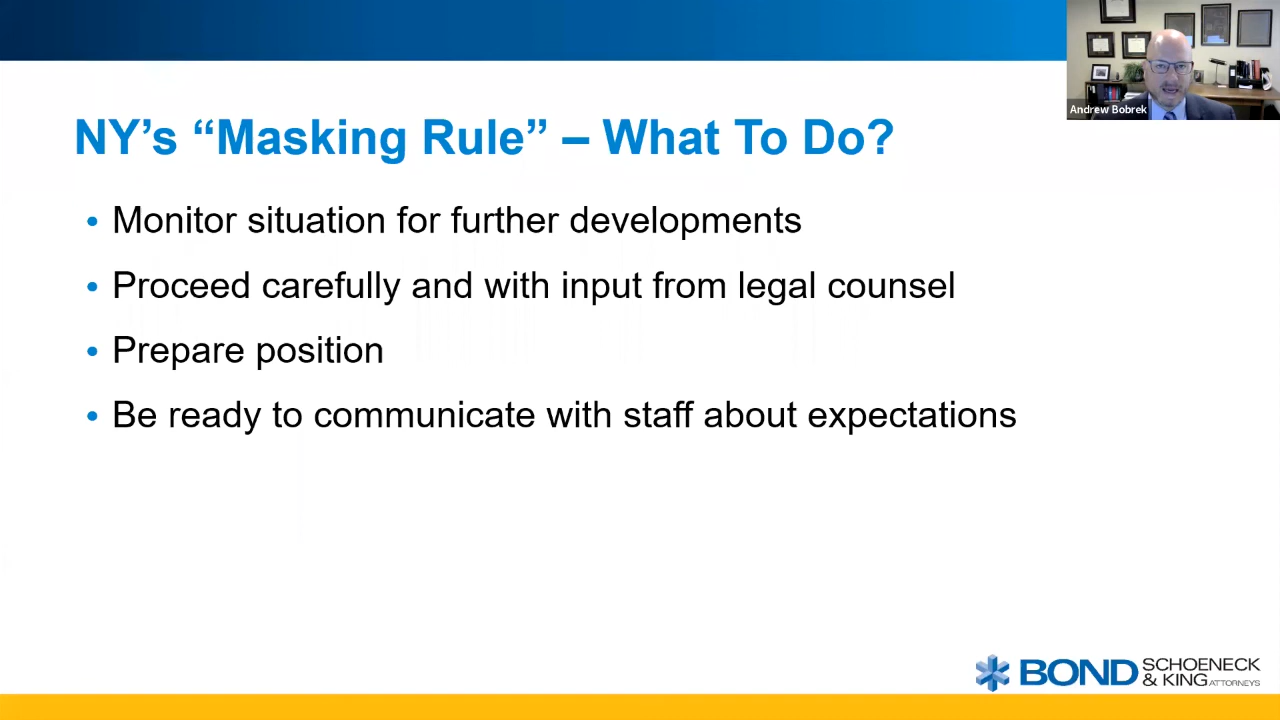 Andrew Bobrek
NY’s “Masking Rule” – What To Do?
• Monitor situation for further developments
• Proceed carefully and with input from legal counsel
• Prepare position
• Be ready to communicate with staff about expectations
BOND SCHOENECK
& KING ATTORNEYS